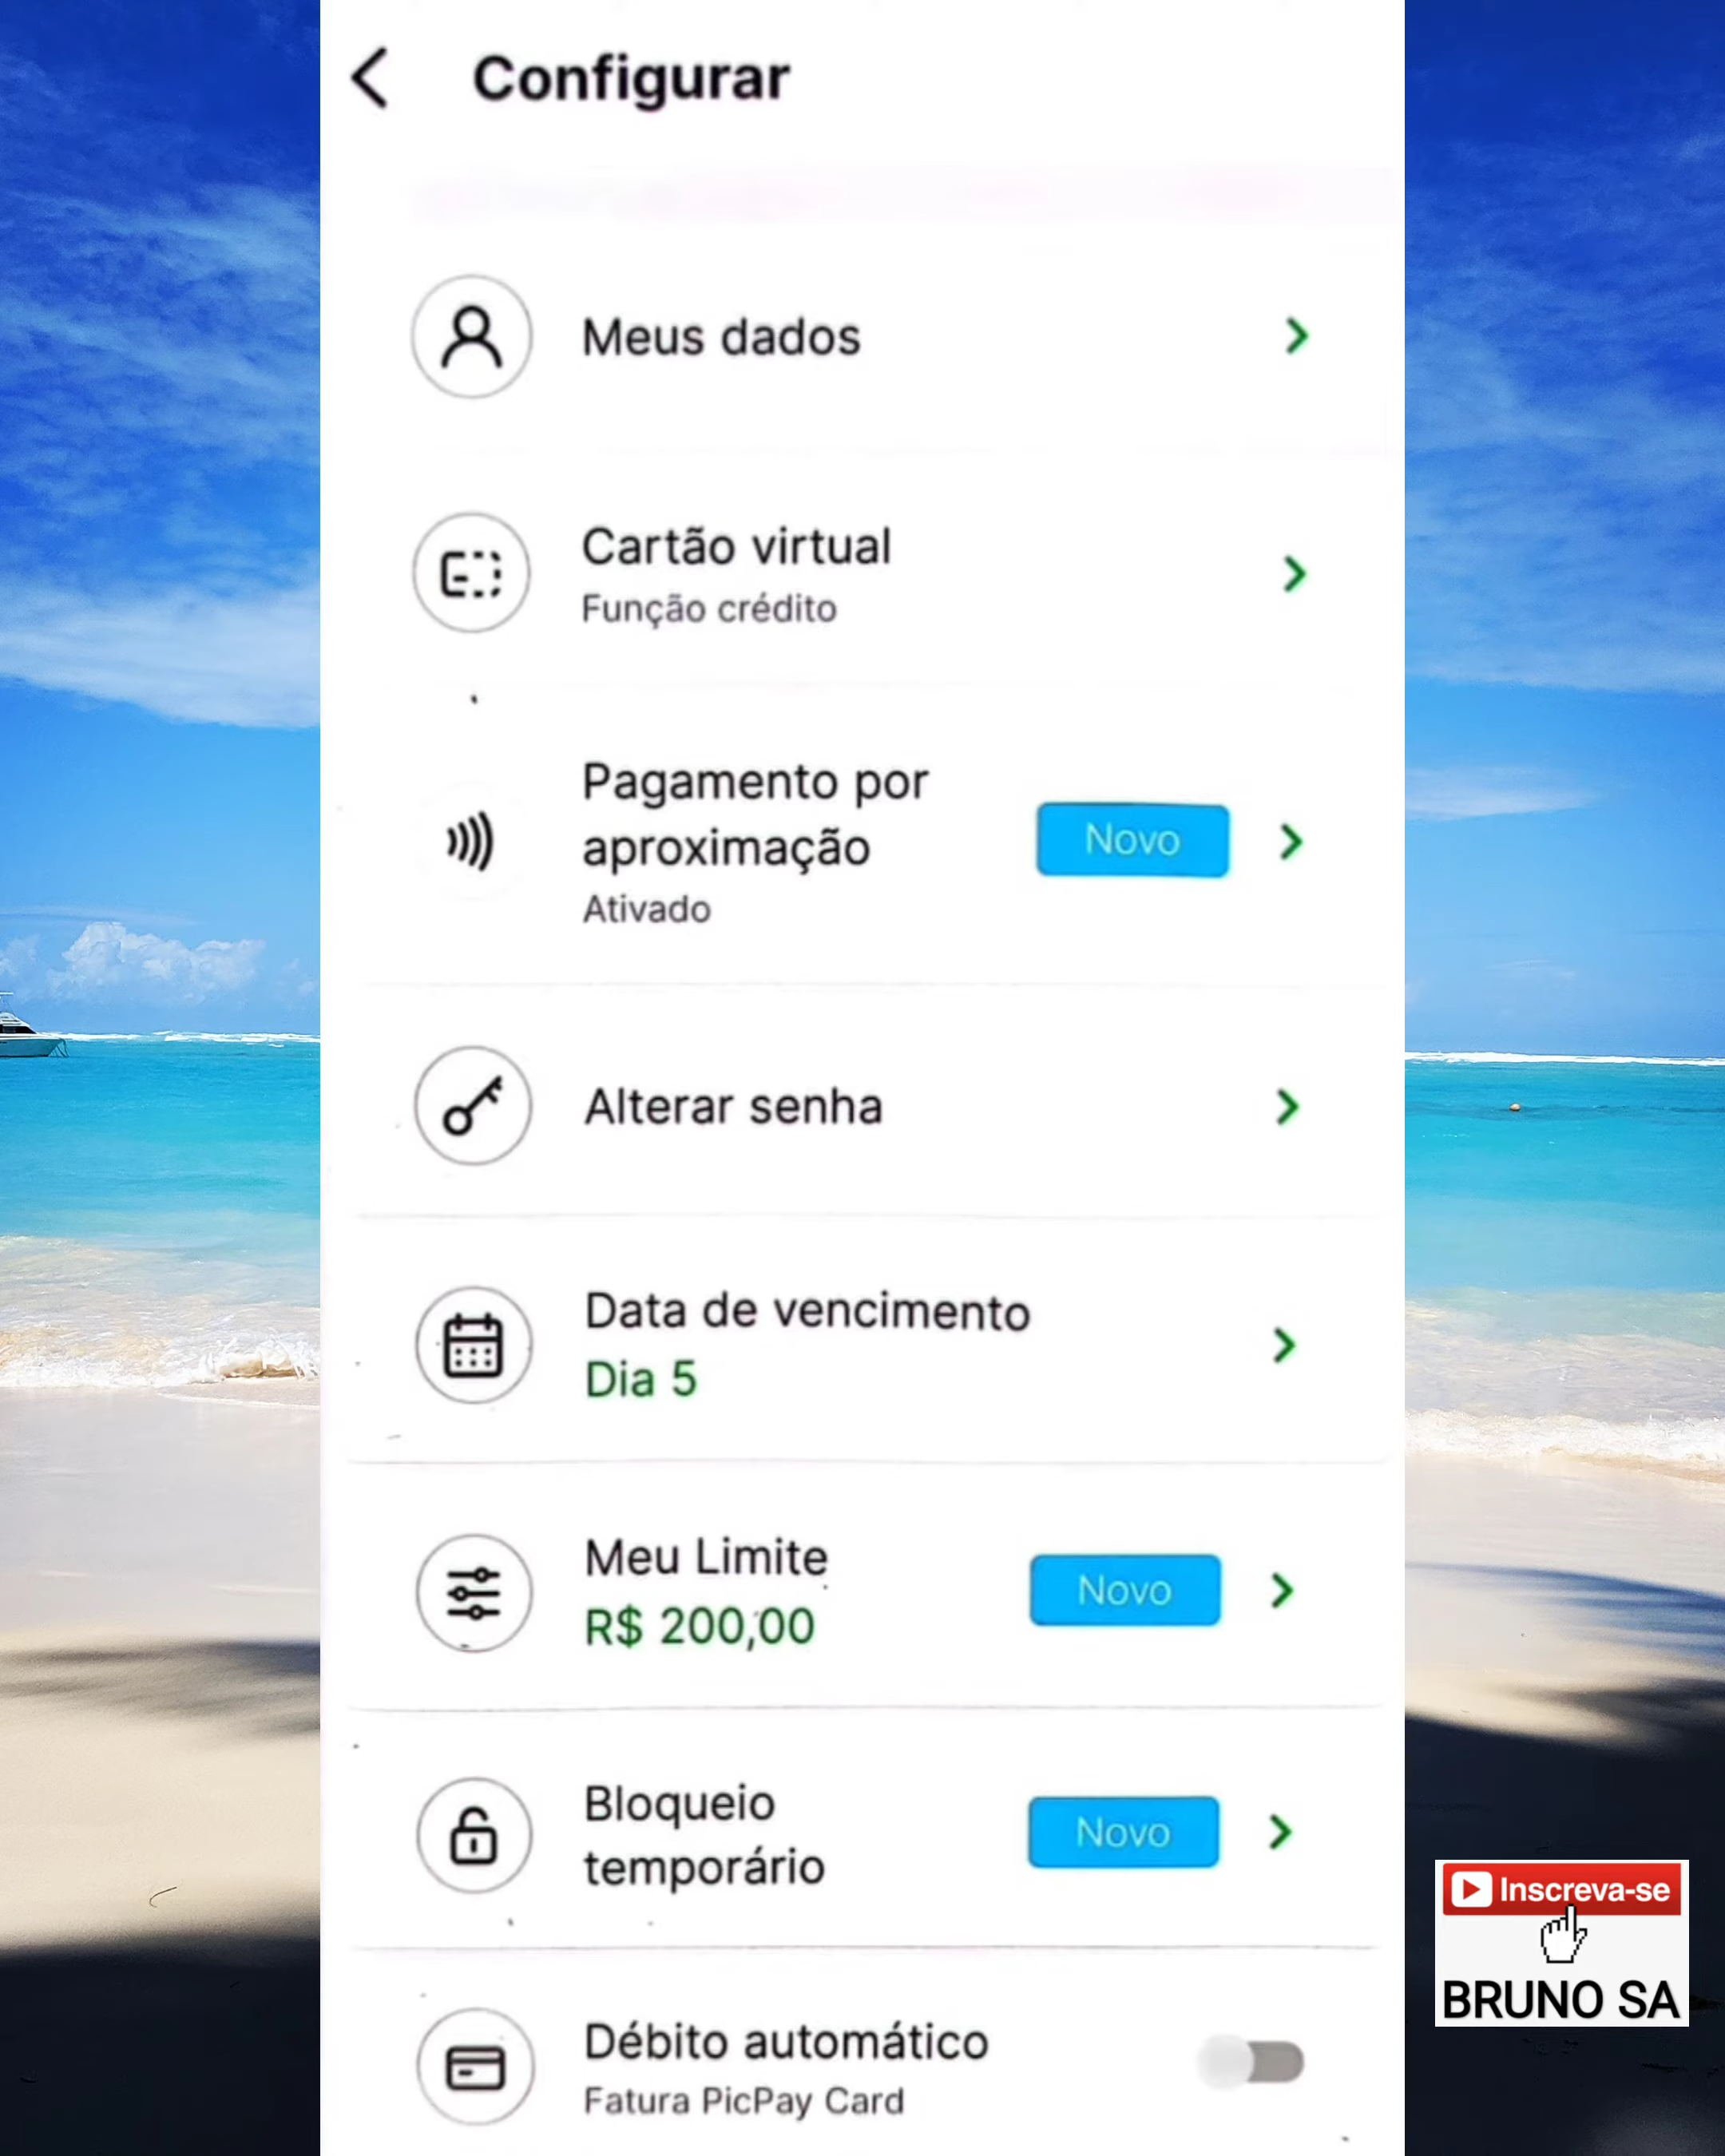 Configurar
Meus dados
Cartão virtual
Função crédito
Pagamento por
aproximação
Novo
Ativado
Alterar senha
Data de vencimento
Dia 5
Meu Limite
Novo
R$ 200,00
Bloqueio
Novo
temporário
Inscreva-se
BRUNO SA
Débito automático
Fatura PicPay Card